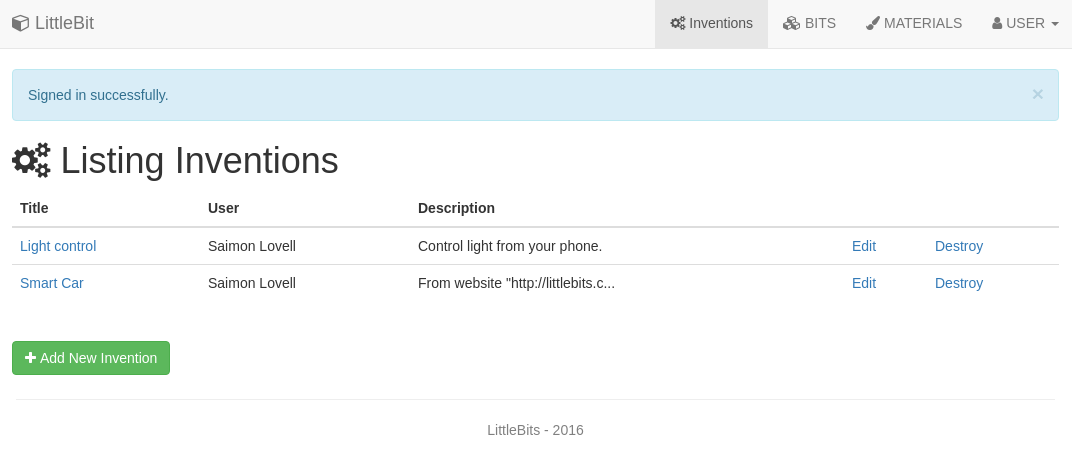 LittleBit Inventions BITS MATERIALS USER
Signed in successfully. ×
Listing Inventions
Title User Description
Light control Saimon Lovell Control light from your phone. Edit Destroy
Smart Car Saimon Lovell From website "http://littlebits.c... Edit Destroy
Add New Invention
LittleBits - 2016